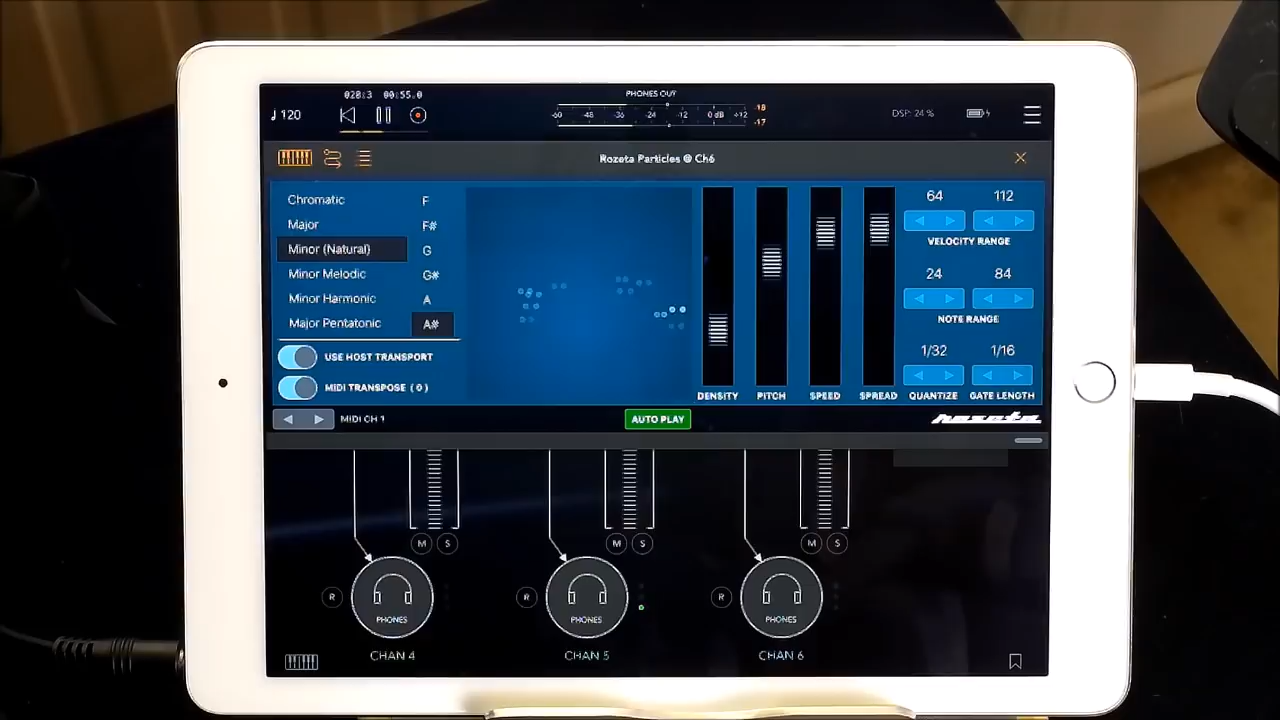 028:3 00:55.0
PHONES OUT
♩120
-60 -48 -36 -24 -12 0 dB +12
-18
-17
DSP: 24 %
Rozeta Particles @ Ch6
Chromatic F
Major F#
Minor (Natural) G
Minor Melodic G#
Minor Harmonic A
Major Pentatonic A#
USE HOST TRANSPORT
MIDI TRANSPOSE ( 0 )
DENSITY PITCH SPEED SPREAD
64 112
VELOCITY RANGE
24 84
NOTE RANGE
1/32 1/16
QUANTIZE GATE LENGTH
MIDI CH 1
AUTO PLAY
rozeta
M S M S M S
R PHONES R PHONES R PHONES
CHAN 4 CHAN 5 CHAN 6